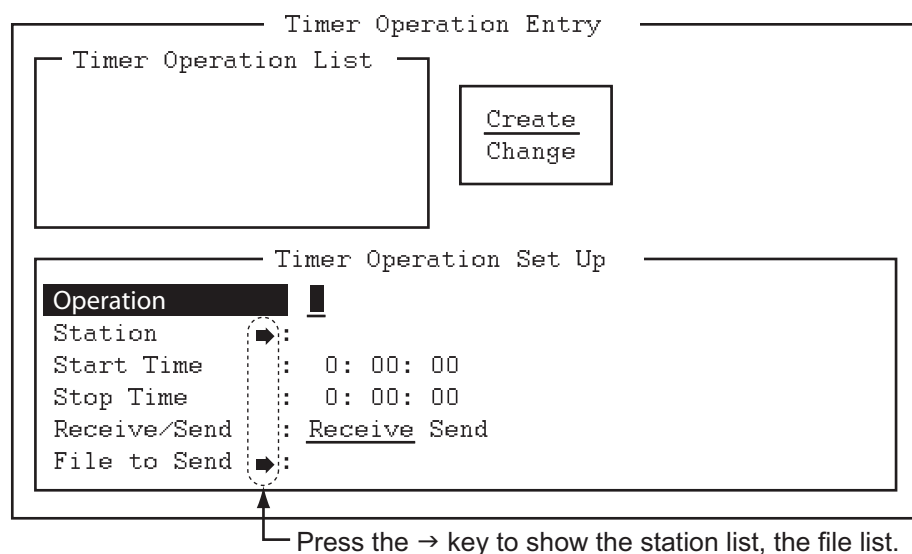 Timer Operation Entry
Timer Operation List
Create
Change
Timer Operation Set Up
Operation
Station ➡:
Start Time : 0: 00: 00
Stop Time : 0: 00: 00
Receive/Send : Receive Send
File to Send ➡:
Press the → key to show the station list, the file list.